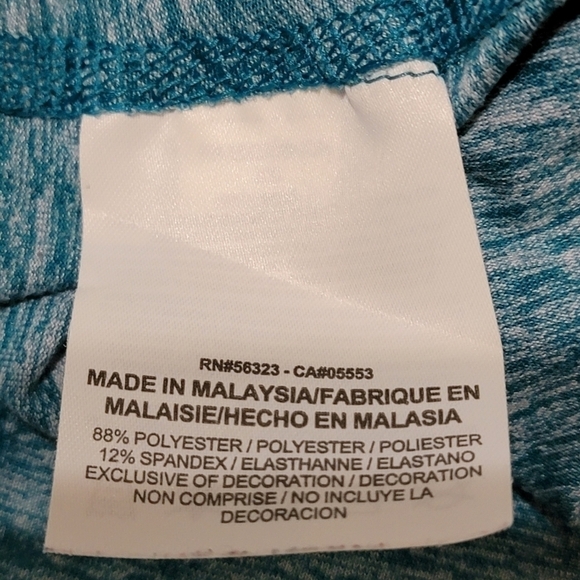 RN#56323 - CA#05553
MADE IN MALAYSIA/FABRIQUE EN
MALAISIE/HECHO EN MALASIA
88% POLYESTER / POLYESTER / POLIESTER
12% SPANDEX / ELASTHANNE / ELASTANO
EXCLUSIVE OF DECORATION / DECORATION
NON COMPRISE / NO INCLUYE LA
DECORACION